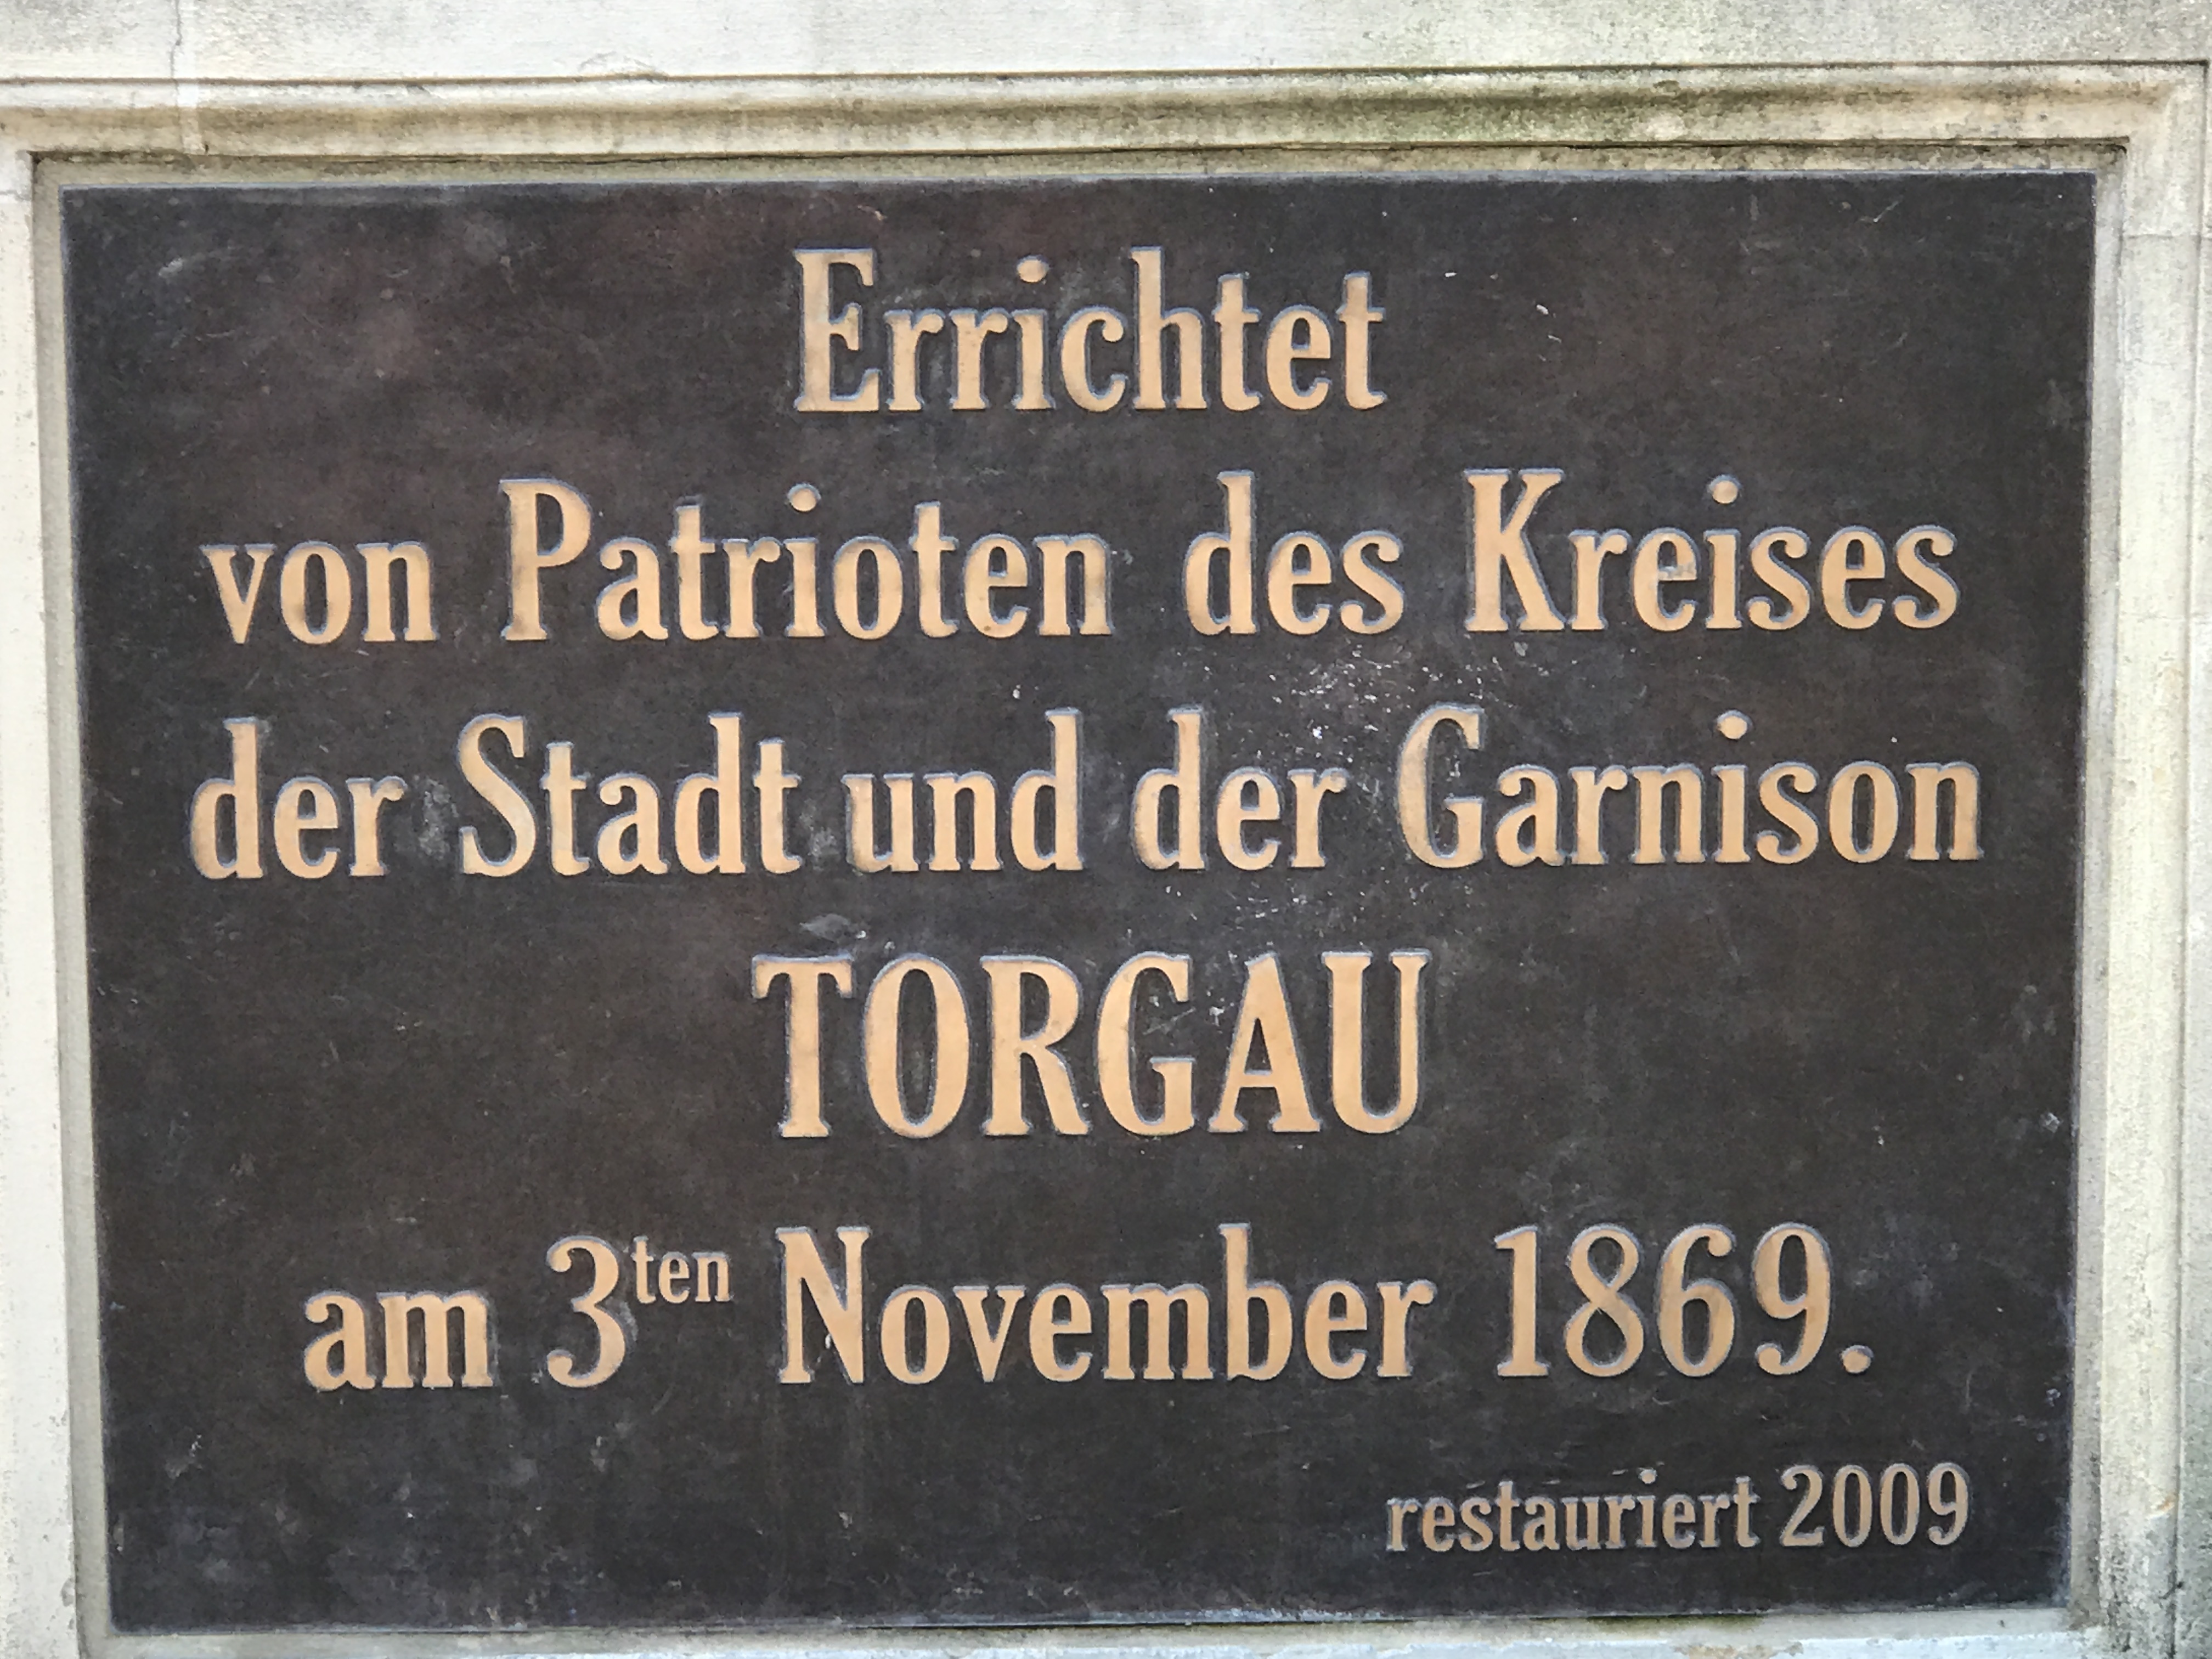 Errichtet
von Patrioten des Kreises
der Stadt und der Garnison
TORGAU
am 3ten November 1869.
restauriert 2009